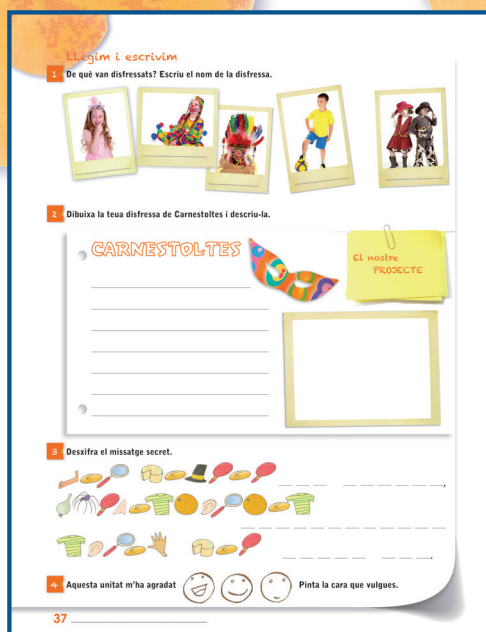 Llegim i escrivim
1 De què van disfressats? Escriu el nom de la disfressa.
2 Dibuixa la teua disfressa de Carnestoltes i descriu-la.
CARNESTOLTES
El nostre
PROJECTE
3 Desxifra el missatge secret.
4 Aquesta unitat m'ha agradat
Pinta la cara que vulgues.
37